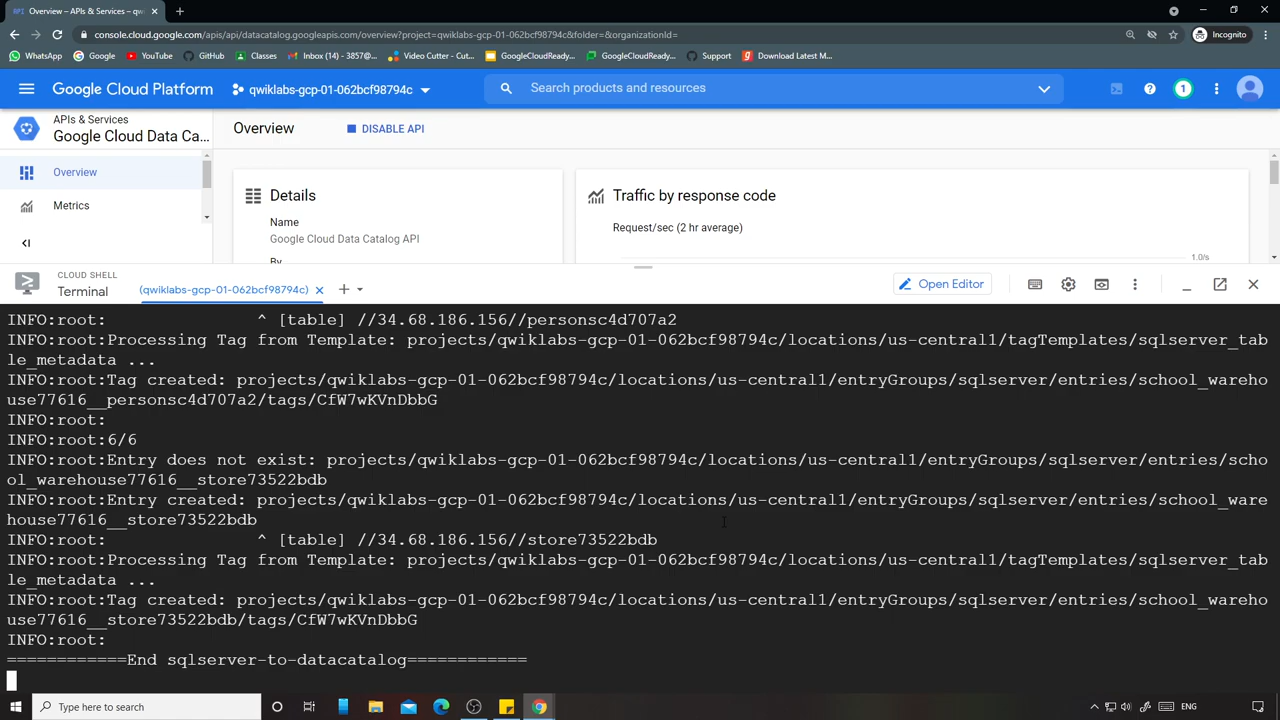 API Overview – APIs & Services – qwi
Incognito
console.cloud.google.com/apis/api/datacatalog.googleapis.com/overview?project=qwiklabs-gcp-01-062bcf98794c&folder=&organizationId=
WhatsApp Google YouTube GitHub Classes Inbox (14) - 3857@... Video Cutter - Cut... GoogleCloudReady... GoogleCloudReady... Support Download Latest M...
Google Cloud Platform qwiklabs-gcp-01-062bcf98794c Search products and resources 1
APIs & Services
Google Cloud Data Ca...
Overview DISABLE API
Overview
Metrics
Details
Name
Google Cloud Data Catalog API
By
Traffic by response code
Request/sec (2 hr average)
1.0/s
CLOUD SHELL
Terminal (qwiklabs-gcp-01-062bcf98794c) Open Editor
INFO:root: ^ [table] //34.68.186.156//personsc4d707a2
INFO:root:Processing Tag from Template: projects/qwiklabs-gcp-01-062bcf98794c/locations/us-central1/tagTemplates/sqlserver_tab
le_metadata ...
INFO:root:Tag created: projects/qwiklabs-gcp-01-062bcf98794c/locations/us-central1/entryGroups/sqlserver/entries/school_wareho
use77616__personsc4d707a2/tags/CfW7wKVnDbbG
INFO:root:
INFO:root:6/6
INFO:root:Entry does not exist: projects/qwiklabs-gcp-01-062bcf98794c/locations/us-central1/entryGroups/sqlserver/entries/scho
ol_warehouse77616__store73522bdb
INFO:root:Entry created: projects/qwiklabs-gcp-01-062bcf98794c/locations/us-central1/entryGroups/sqlserver/entries/school_ware
house77616__store73522bdb
INFO:root: ^ [table] //34.68.186.156//store73522bdb
INFO:root:Processing Tag from Template: projects/qwiklabs-gcp-01-062bcf98794c/locations/us-central1/tagTemplates/sqlserver_tab
le_metadata ...
INFO:root:Tag created: projects/qwiklabs-gcp-01-062bcf98794c/locations/us-central1/entryGroups/sqlserver/entries/school_wareho
use77616__store73522bdb/tags/CfW7wKVnDbbG
INFO:root:
============End sqlserver-to-datacatalog============
Type here to search ENG